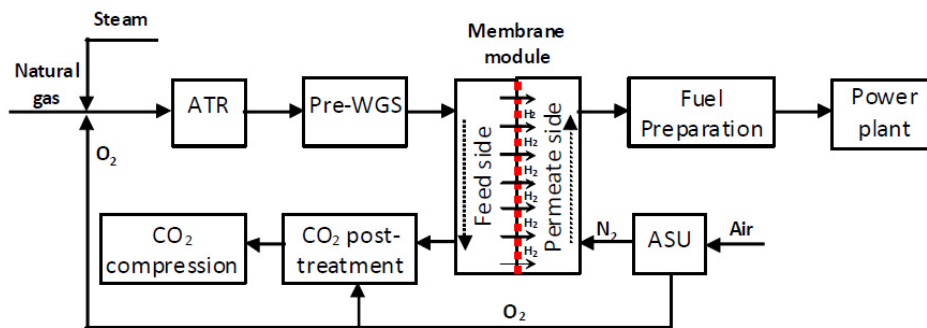 Steam
Membrane
module
Natural
gas
ATR
Pre-WGS
Feed side
H₂
H₂
H₂
H₂
H₂
H₂
H₂
Permeate side
Fuel
Preparation
Power
plant
O₂
CO₂
compression
CO₂ post-
treatment
N₂
ASU
Air
O₂